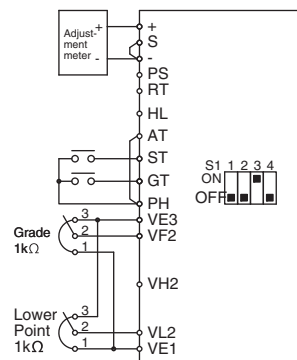 Adjust-
ment
meter
+
-
+
S
-
PS
RT
HL
AT
ST
GT
PH
VE3
VF2
VH2
VL2
VE1
S1 1 2 3 4
ON
OFF
Grade
1kΩ
3
2
1
Lower
Point
1kΩ
3
2
1